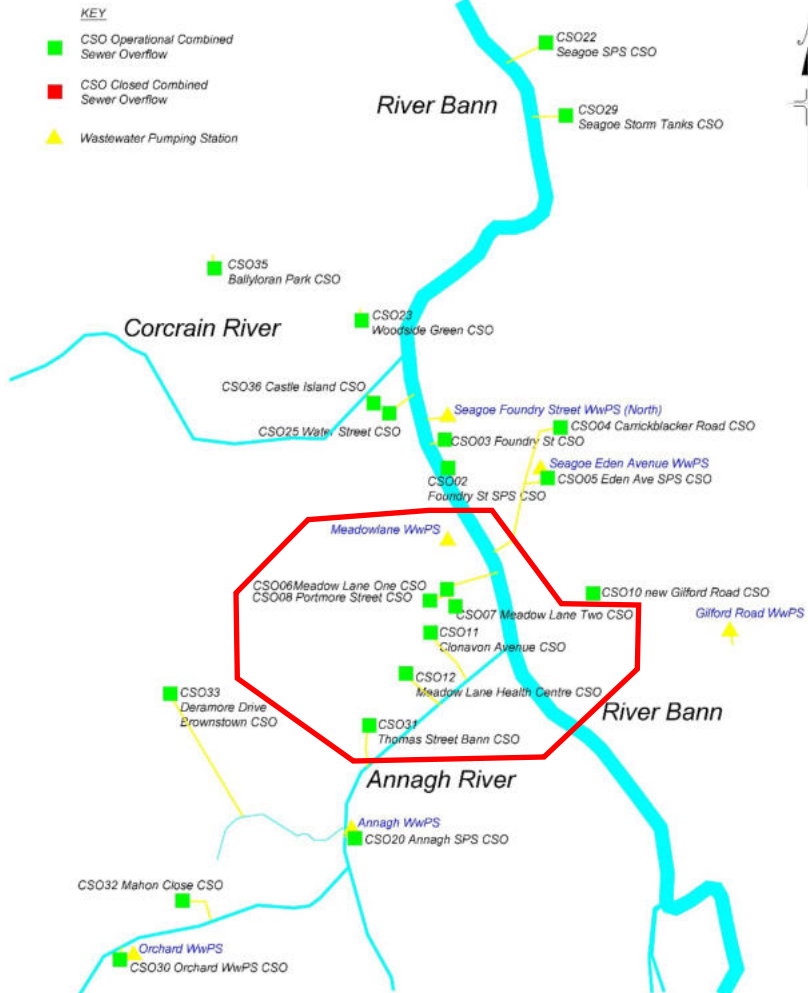 KEY
CSO Operational Combined
Sewer Overflow
CSO Closed Combined
Sewer Overflow
Wastewater Pumping Station
N
CSO22
Seagoe SPS CSO
River Bann
CSO29
Seagoe Storm Tanks CSO
CSO35
Ballyloran Park CSO
CSO23
Woodside Green CSO
Corcrain River
CSO36 Castle Island CSO
CSO25 Water Street CSO
Seagoe Foundry Street WwPS (North)
CSO04 Carrickblacker Road CSO
CSO03 Foundry St CSO
Seagoe Eden Avenue WwPS
CSO05 Eden Ave SPS CSO
CSO02
Foundry St SPS CSO
Meadowlane WwPS
CSO06Meadow Lane One CSO
CSO08 Portmore Street CSO
CSO07 Meadow Lane Two CSO
CSO10 new Gilford Road CSO
Gilford Road WwPS
CSO11
Clonavon Avenue CSO
CSO12
Meadow Lane Health Centre CSO
CSO33
Deramore Drive
Brownstown CSO
CSO31
Thomas Street Bann CSO
River Bann
Annagh River
Annagh WwPS
CSO20 Annagh SPS CSO
CSO32 Mahon Close CSO
Orchard WwPS
CSO30 Orchard WwPS CSO